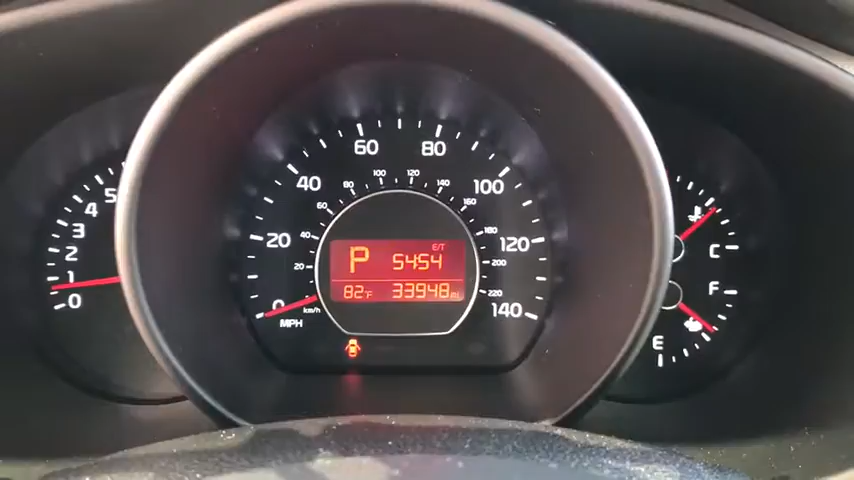 60 80
40 100
20 120
0 140
MPH
km/h
20 40 60 80 100 120 140 160 180 200 220
P
E/T
5454
82°F
33948 mi
5
4
3
2
1
0
C
F
E